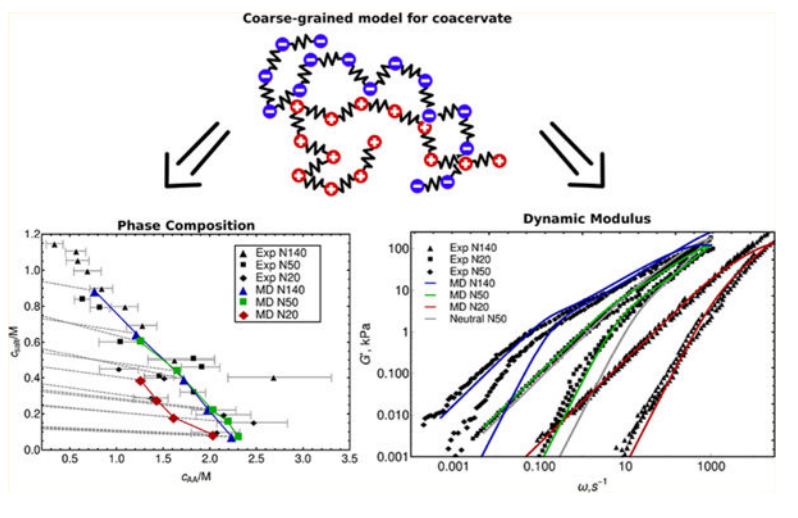 Coarse-grained model for coacervate
Phase Composition
1.2
1.0
0.8
0.6
0.4
0.2
0.0
c_salt/M
0.5 1.0 1.5 2.0 2.5 3.0 3.5
c_AA/M
Exp N140
Exp N50
Exp N20
MD N140
MD N50
MD N20
Dynamic Modulus
100
10
1
0.100
0.010
0.001
G', kPa
0.001 0.100 10 1000
ω,s⁻¹
Exp N140
Exp N20
Exp N50
MD N140
MD N50
MD N20
Neutral N50